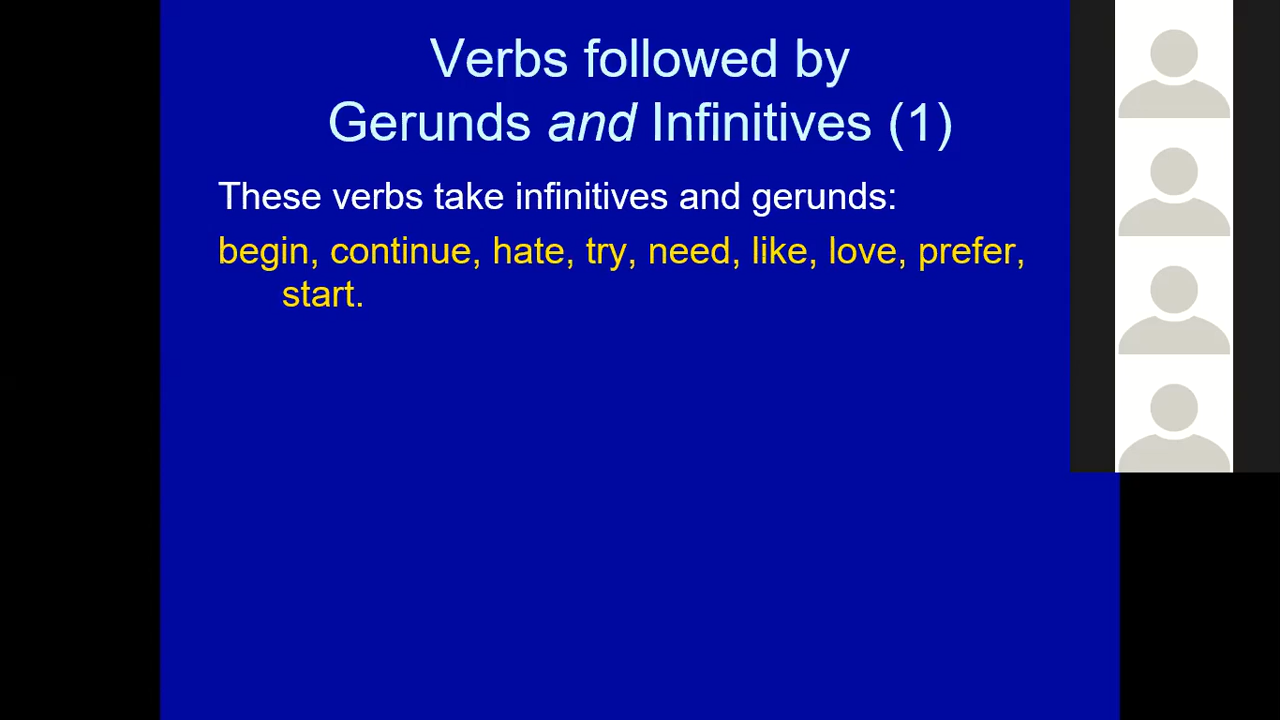 Verbs followed by
Gerunds and Infinitives (1)
These verbs take infinitives and gerunds:
begin, continue, hate, try, need, like, love, prefer,
start.